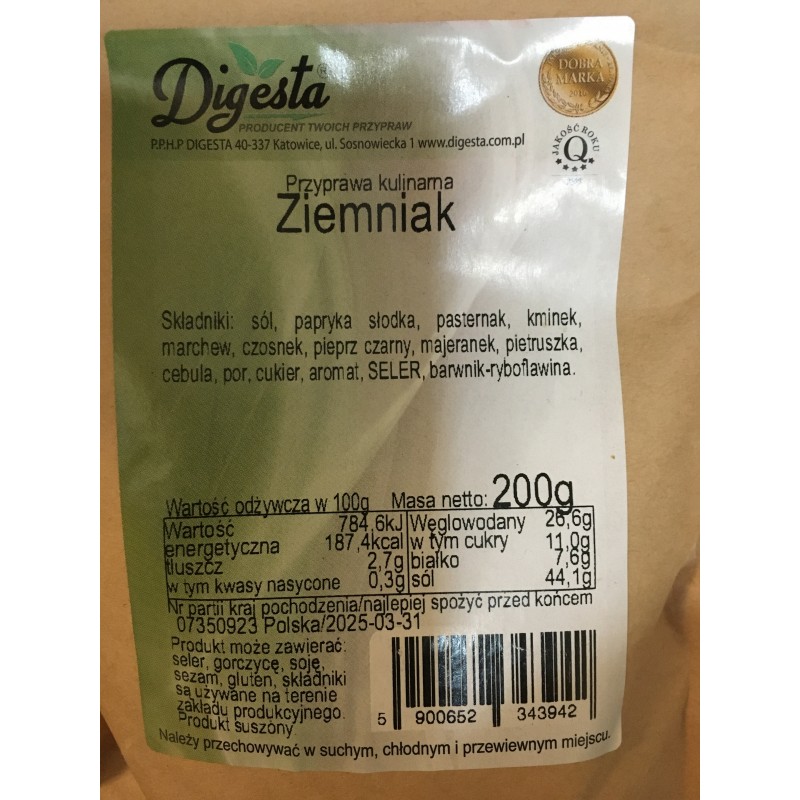 Digesta®
PRODUCENT TWOICH PRZYPRAW
P.P.H.P DIGESTA 40-337 Katowice, ul. Sosnowiecka 1 www.digesta.com.pl
DOBRA
MARKA
JAKOŚĆ ROKU
Q
Przyprawa kulinarna
Ziemniak
Składniki: sól, papryka słodka, pasternak, kminek,
marchew, czosnek, pieprz czarny, majeranek, pietruszka,
cebula, por, cukier, aromat, SELER, barwnik-ryboflawina.
Wartość odżywcza w 100g Masa netto: 200g
Wartość energetyczna 784,6kJ 187,4kcal
tłuszcz 2,7g
w tym kwasy nasycone 0,3g
Węglowodany 26,6g
w tym cukry 11,0g
białko 7,6g
sól 44,1g
Nr partii kraj pochodzenia/najlepiej spożyć przed końcem
07350923 Polska/2025-03-31
Produkt może zawierać:
seler, gorczycę, soję,
sezam, gluten, składniki
są używane na terenie
zakładu produkcyjnego.
Produkt suszony
5 900652 343942
Należy przechowywać w suchym, chłodnym i przewiewnym miejscu.